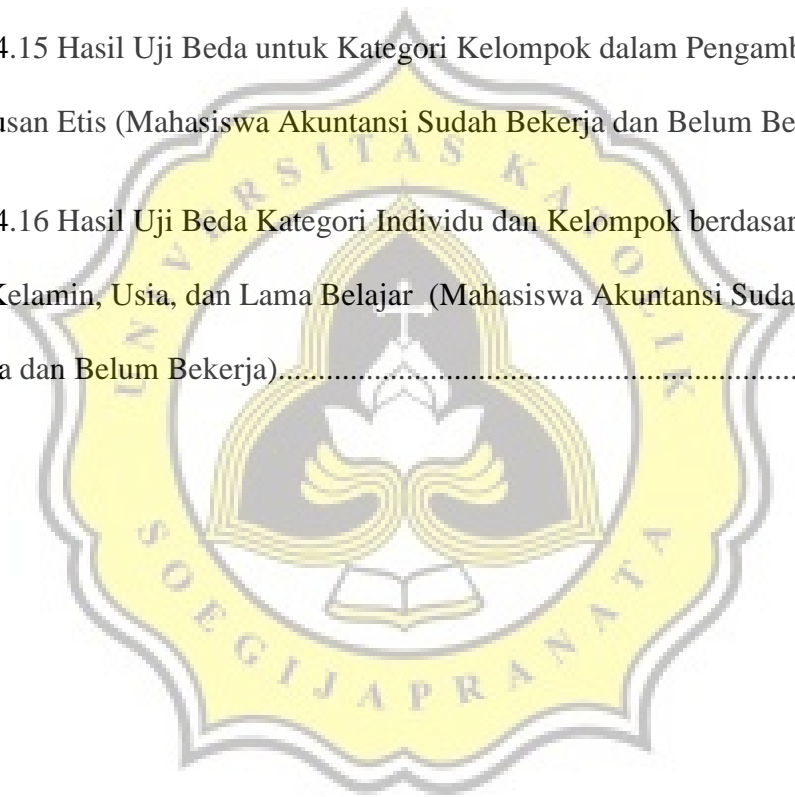 4.15 Hasil Uji Beda untuk Kategori Kelompok dalam Pengamb
usan Etis (Mahasiswa Akuntansi Sudah Bekerja dan Belum Be
4.16 Hasil Uji Beda Kategori Individu dan Kelompok berdasar
Kelamin, Usia, dan Lama Belajar (Mahasiswa Akuntansi Suda
a dan Belum Bekerja)......................................................................
UNIVERSITAS KATOLIK
SOEGIJAPRANATA